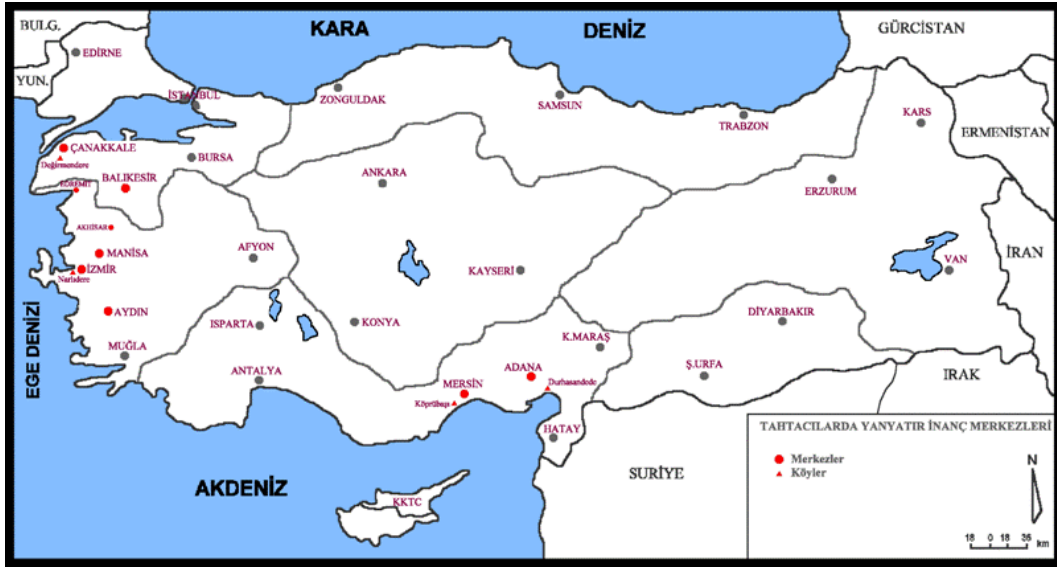 BULG.
KARA
DENİZ
GÜRCİSTAN
EDİRNE
YUN.
İSTANBUL
ZONGULDAK
SAMSUN
TRABZON
KARS
ERMENİSTAN
ÇANAKKALE
Değirmendere
BURSA
BALIKESİR
EDREMİT
ANKARA
ERZURUM
AKHİSAR
MANİSA
AFYON
İZMİR
Narlıdere
KAYSERİ
VAN
İRAN
EGE DENİZİ
AYDIN
ISPARTA
KONYA
DİYARBAKIR
MUĞLA
K.MARAŞ
ANTALYA
ADANA
Durhasandede
MERSİN
Köprübaşı
Ş.URFA
IRAK
HATAY
TAHTACILARDA YANYATIR İNANÇ MERKEZLERİ
Merkezler
Köyler
N
SURİYE
AKDENİZ
KKTC
18 0 18 36
km